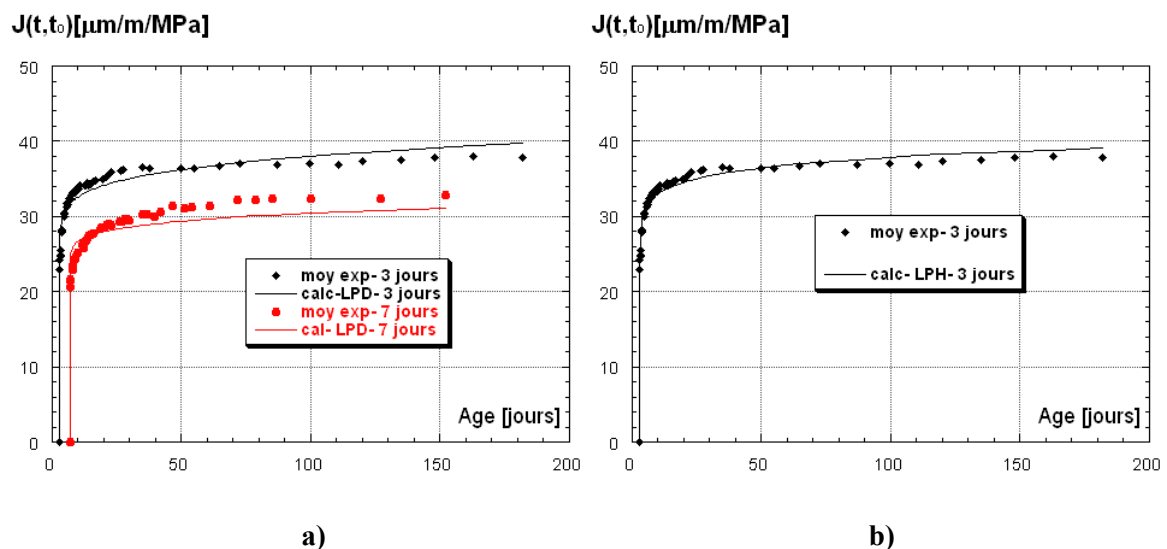 J(t,t₀)[μm/m/MPa]
50
40
30
20
10
0
moy exp- 3 jours
calc-LPD- 3 jours
moy exp- 7 jours
cal- LPD- 7 jours
Age [jours]
0 50 100 150 200
a)
J(t,t₀)[μm/m/MPa]
50
40
30
20
10
0
moy exp- 3 jours
calc- LPH- 3 jours
Age [jours]
0 50 100 150 200
b)